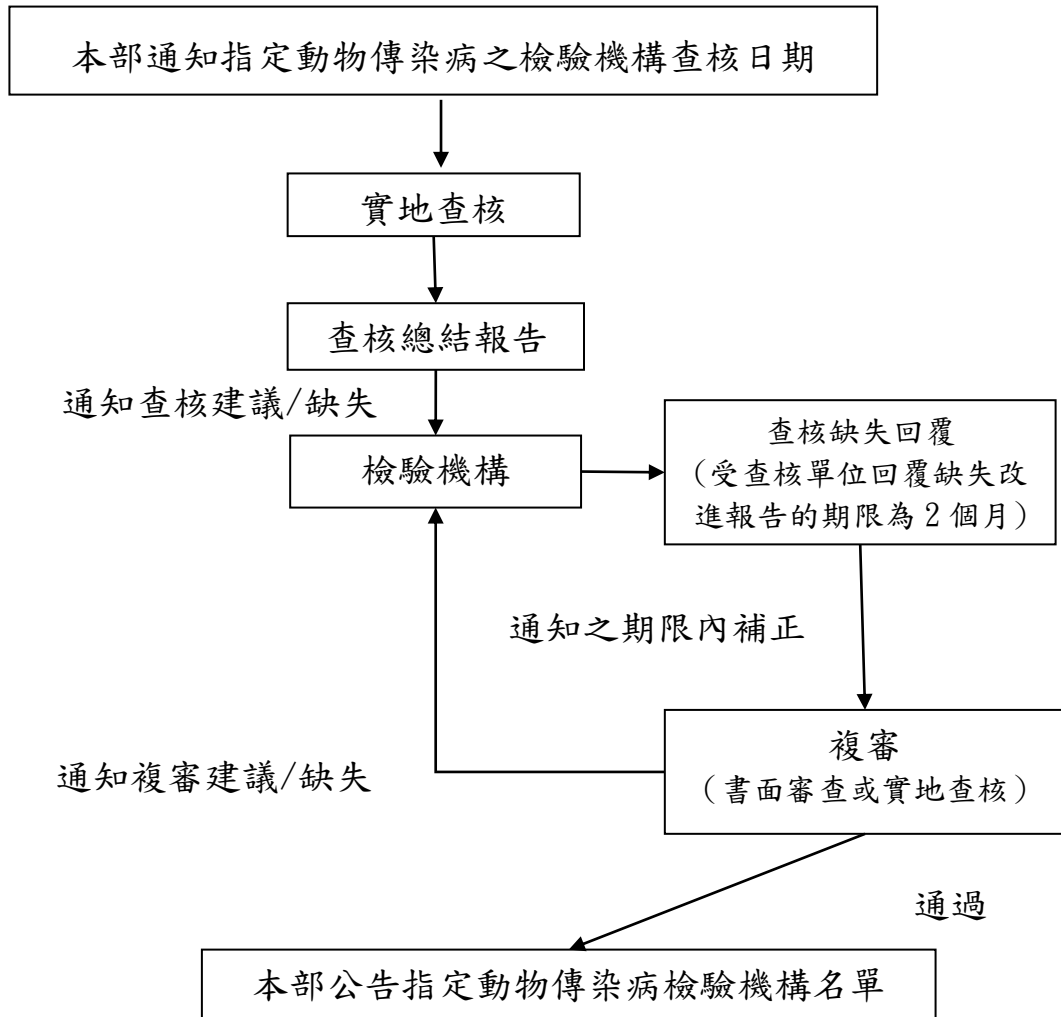 本部通知指定動物傳染病之檢驗機構查核日期
實地查核
查核總結報告
通知查核建議/缺失
檢驗機構
查核缺失回覆
（受查核單位回覆缺失改
進報告的期限為2個月）
通知之期限內補正
複審
（書面審查或實地查核）
通知複審建議/缺失
通過
本部公告指定動物傳染病檢驗機構名單